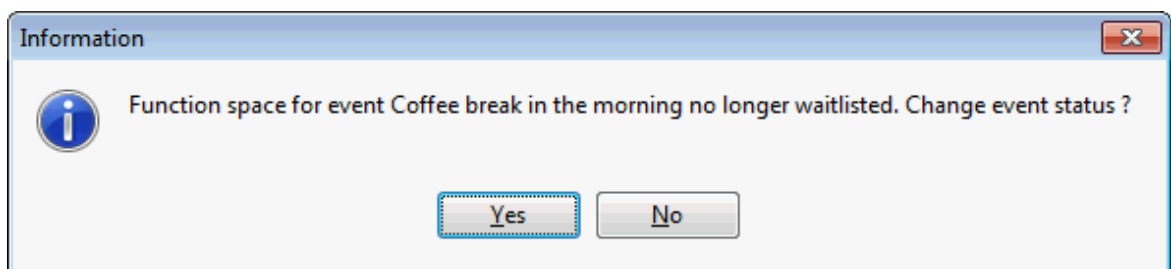 Information
Function space for event Coffee break in the morning no longer waitlisted. Change event status ?
Yes No